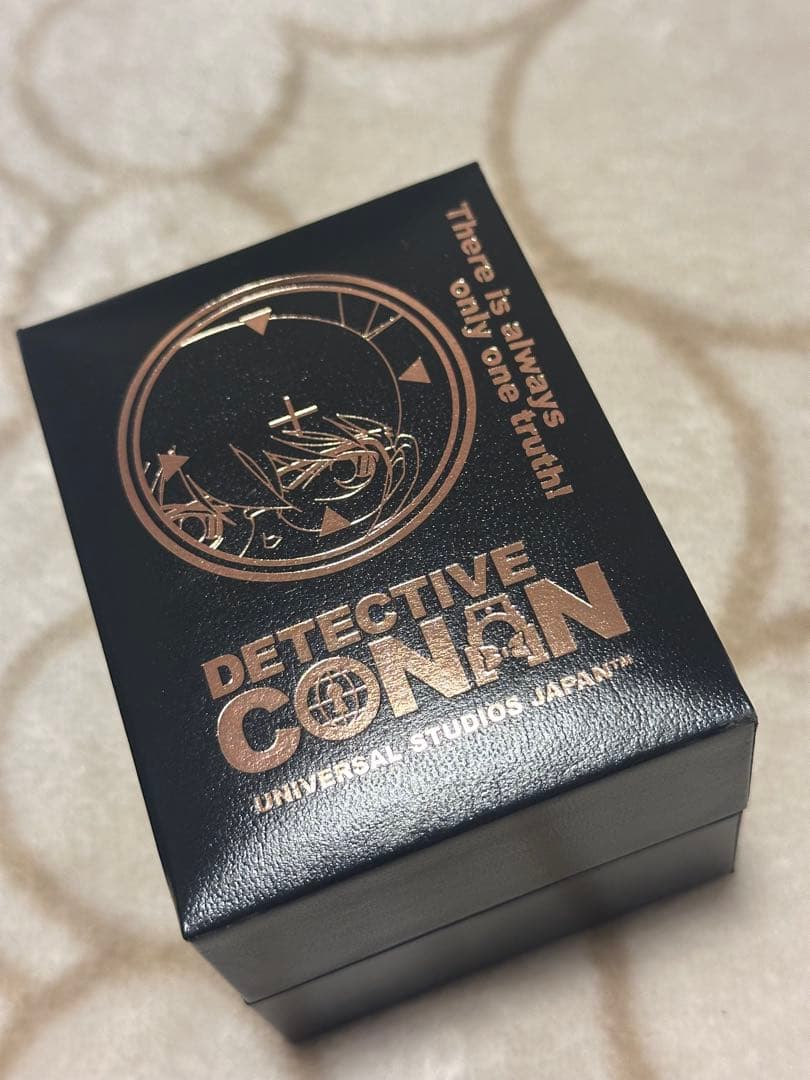 There is always
only one truth!
DETECTIVE
CONAN
UNIVERSAL STUDIOS JAPAN™